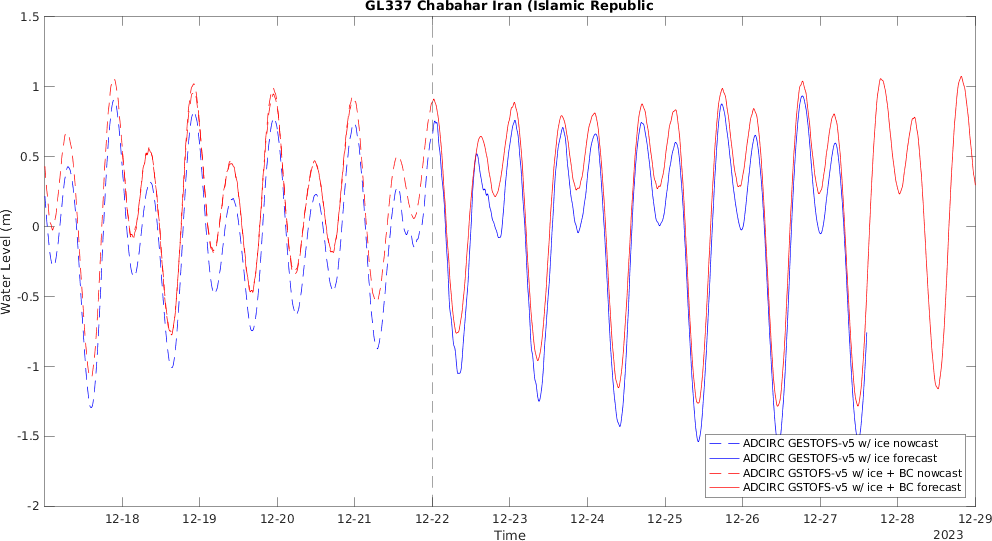 GL337 Chabahar Iran (Islamic Republic
1.5
1
0.5
0
-0.5
-1
-1.5
-2
Water Level (m)
ADCIRC GESTOFS-v5 w/ ice nowcast
ADCIRC GESTOFS-v5 w/ ice forecast
ADCIRC GSTOFS-v5 w/ ice + BC nowcast
ADCIRC GSTOFS-v5 w/ ice + BC forecast
12-18 12-19 12-20 12-21 12-22 12-23 12-24 12-25 12-26 12-27 12-28 12-29
Time
2023